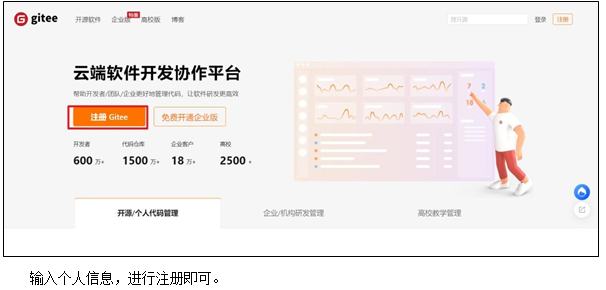 gitee
开源软件 企业版 特惠 高校版 博客
搜开源 登录 注册
云端软件开发协作平台
帮助开发者/团队/企业更好地管理代码，让软件研发更高效
注册 Gitee 免费开通企业版
开发者 代码仓库 企业客户 高校
600 万+ 1500 万+ 18 万+ 2500 +
开源/个人代码管理 企业/机构研发管理 高校教学管理
输入个人信息，进行注册即可。